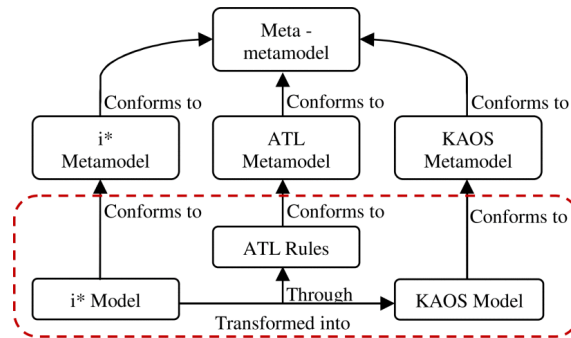 Meta -
metamodel
Conforms to
Conforms to
Conforms to
i*
Metamodel
ATL
Metamodel
KAOS
Metamodel
Conforms to
Conforms to
Conforms to
ATL Rules
i* Model
Through
KAOS Model
Transformed into